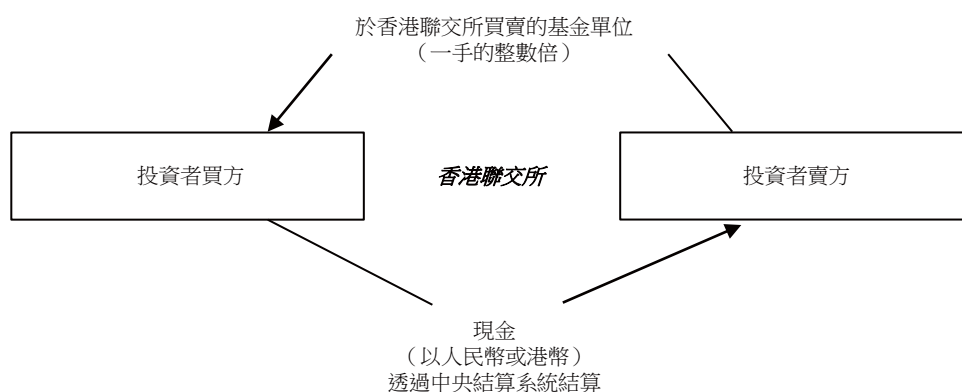 於香港聯交所買賣的基金單位
（一手的整數倍）
投資者買方
香港聯交所
投資者賣方
現金
（以人民幣或港幣）
透過中央結算系統結算